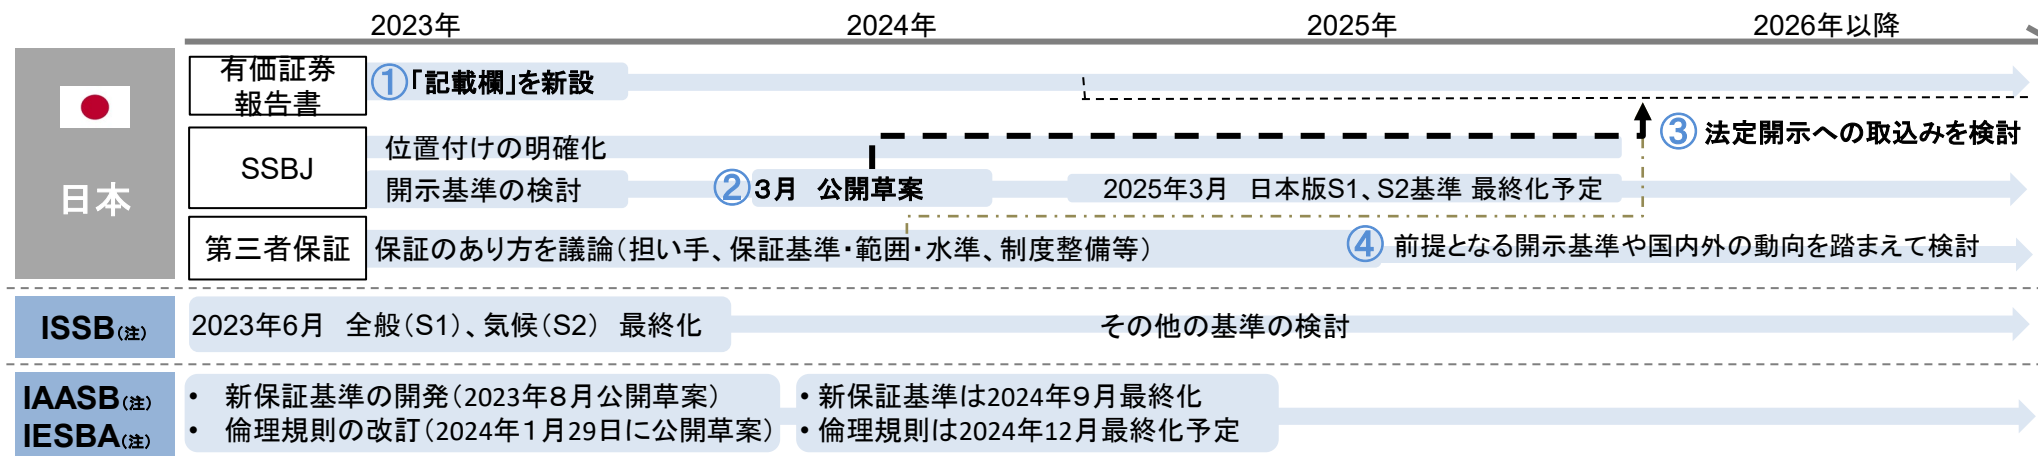 2023年
2024年
2025年
2026年以降
日本
有価証券
報告書
①「記載欄」を新設
SSBJ
位置付けの明確化
③ 法定開示への取込みを検討
開示基準の検討
②3月 公開草案
2025年3月 日本版S1、S2基準 最終化予定
第三者保証
保証のあり方を議論(担い手、保証基準・範囲・水準、制度整備等)
④ 前提となる開示基準や国内外の動向を踏まえて検討
ISSB(注)
2023年6月 全般(S1)、気候(S2) 最終化
その他の基準の検討
IAASB(注)
IESBA(注)
• 新保証基準の開発(2023年8月公開草案)
• 倫理規則の改訂(2024年1月29日に公開草案)
• 新保証基準は2024年9月最終化
• 倫理規則は2024年12月最終化予定